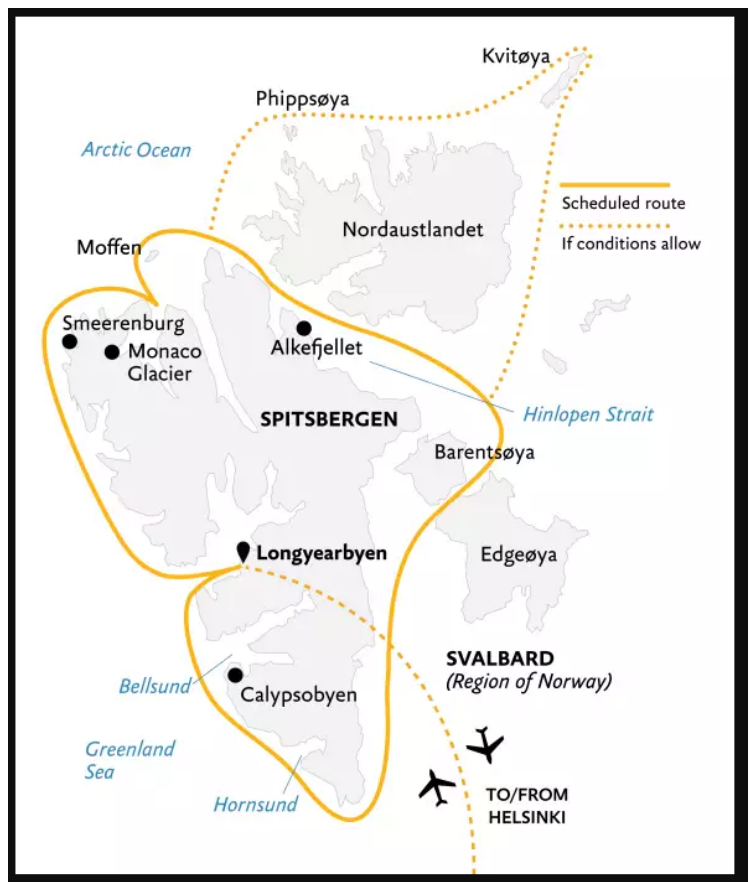 Kvitøya
Phippsøya
Arctic Ocean
Scheduled route
Nordaustlandet
If conditions allow
Moffen
Smeerenburg
Monaco
Glacier
Alkefjellet
SPITSBERGEN
Hinlopen Strait
Barentsøya
Longyearbyen
Edgeøya
SVALBARD
(Region of Norway)
Bellsund
Calypsobyen
Greenland
Sea
Hornsund
TO/FROM
HELSINKI